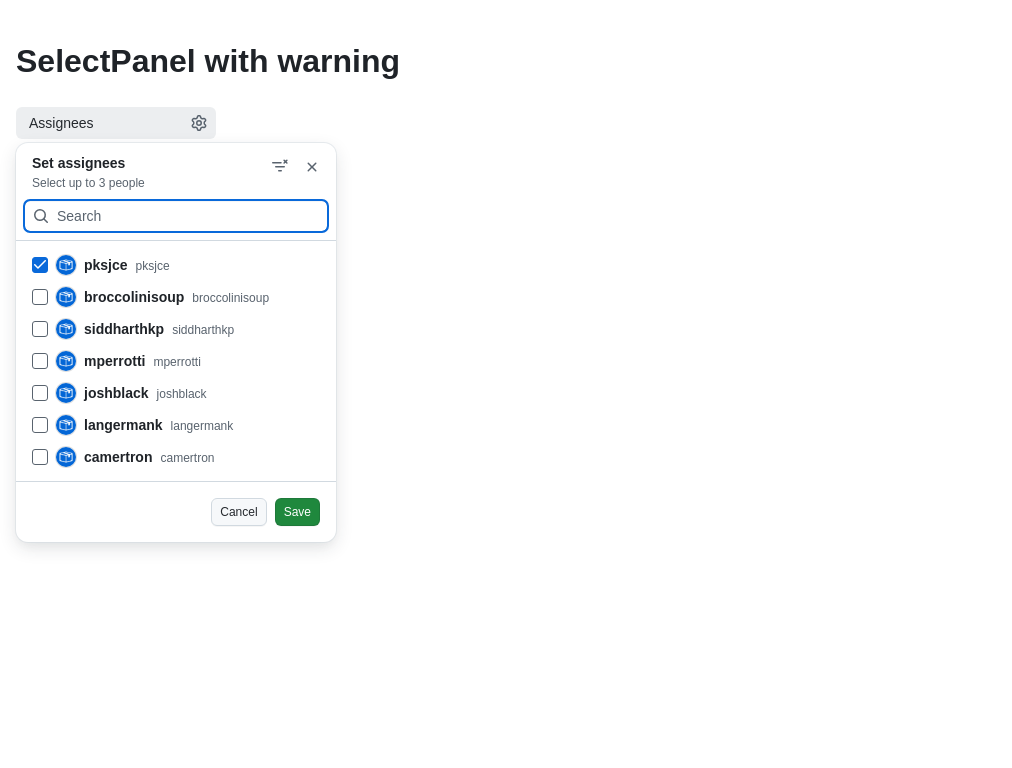 SelectPanel with warning
Assignees
Set assignees
Select up to 3 people
Search
pksjce pksjce
broccolinisoup broccolinisoup
siddharthkp siddharthkp
mperrotti mperrotti
joshblack joshblack
langermank langermank
camertron camertron
Cancel Save